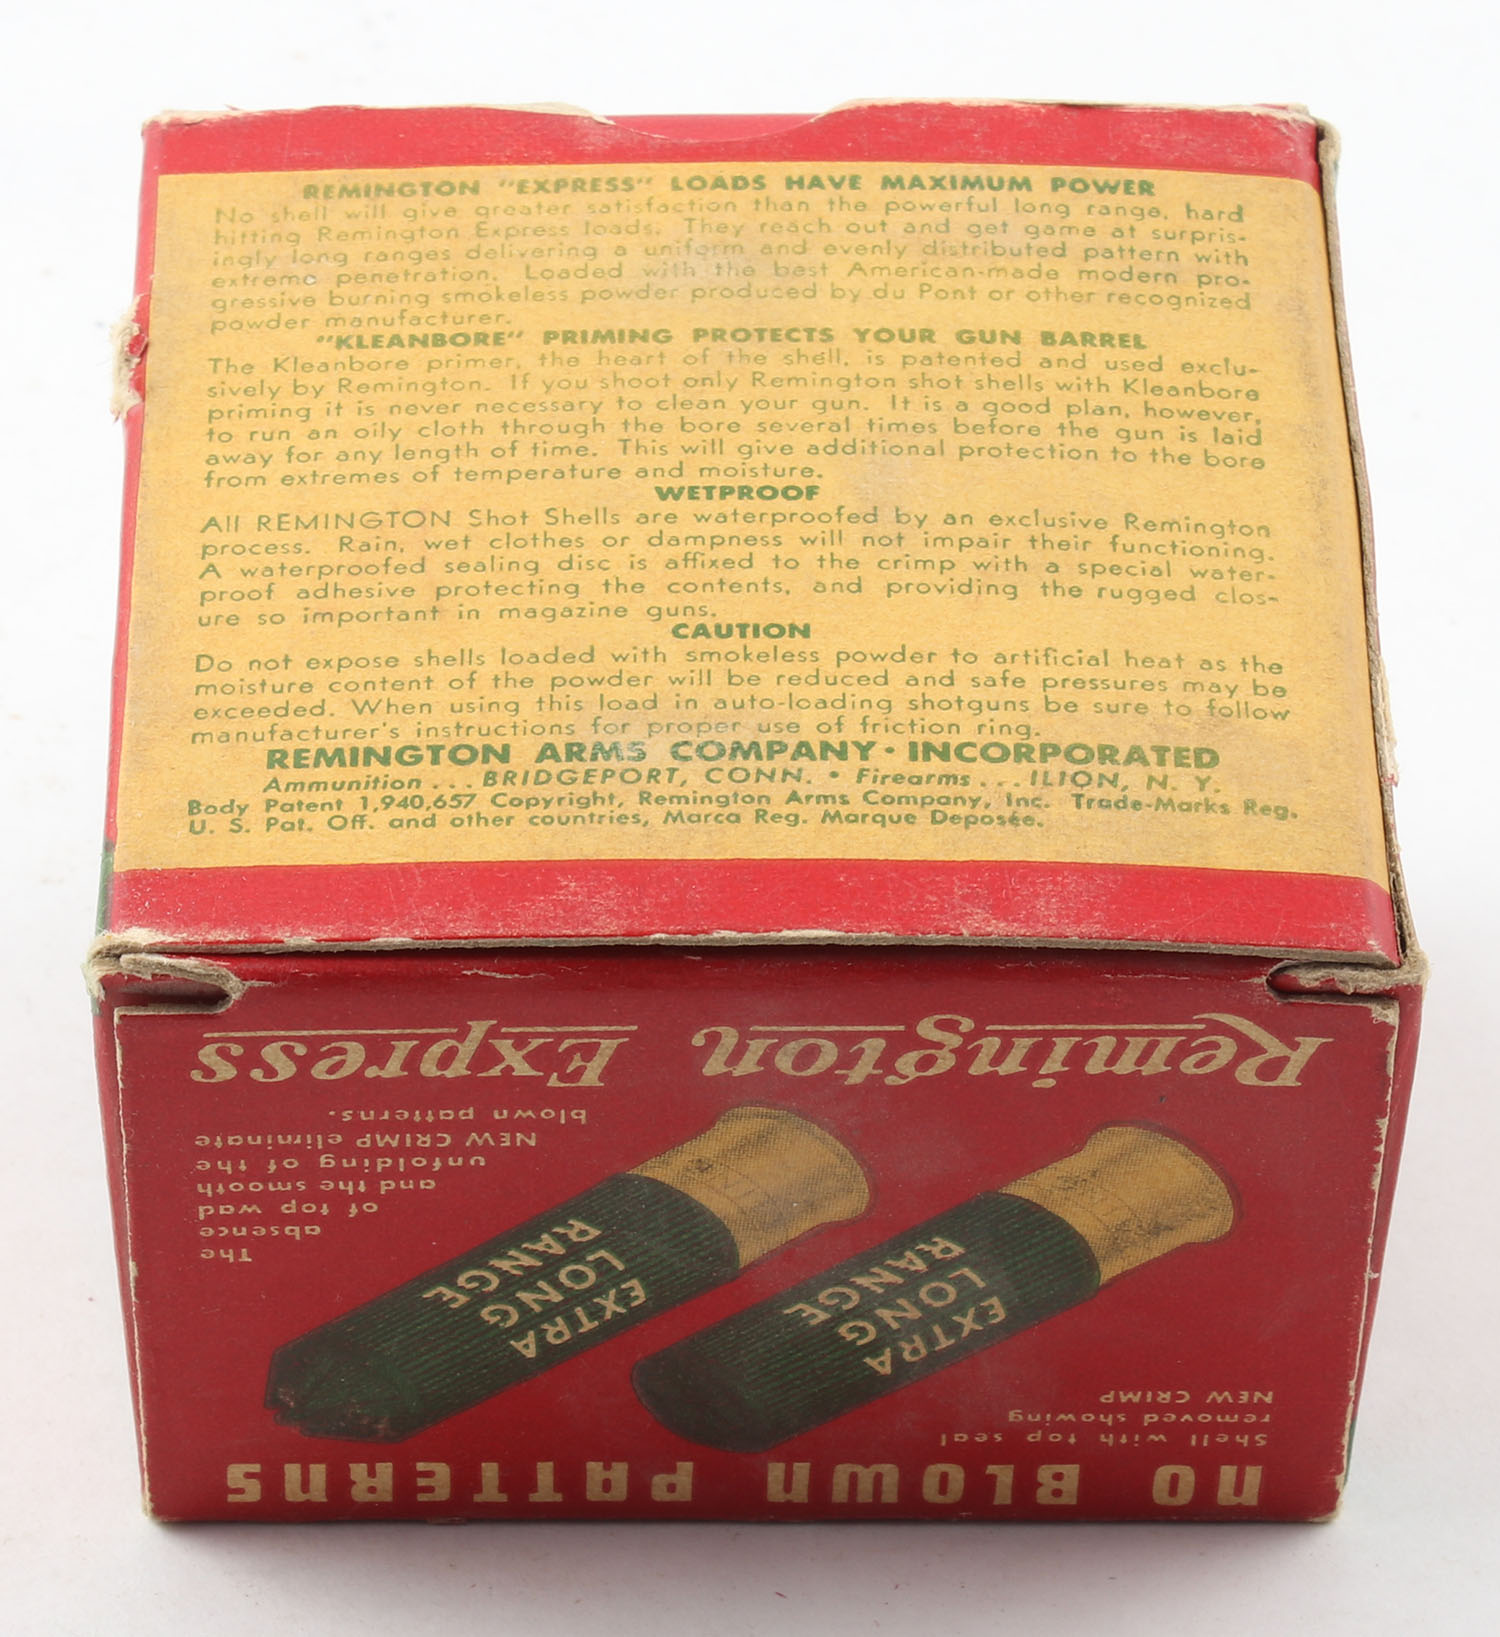 REMINGTON "EXPRESS" LOADS HAVE MAXIMUM POWER
No shell will give greater satisfaction than the powerful long range, hard
hitting Remington Express loads. They reach out and get game at surpris-
ingly long ranges delivering a uniform and evenly distributed pattern with
extreme penetration. Loaded with the best American-made modern pro-
gressive burning smokeless powder produced by du Pont or other recognized
powder manufacturer.
"KLEANBORE" PRIMING PROTECTS YOUR GUN BARREL
The Kleanbore primer, the heart of the shell, is patented and used exclu-
sively by Remington. If you shoot only Remington shot shells with Kleanbore
priming it is never necessary to clean your gun. It is a good plan, however,
to run an oily cloth through the bore several times before the gun is laid
away for any length of time. This will give additional protection to the bore
from extremes of temperature and moisture.
WETPROOF
All REMINGTON Shot Shells are waterproofed by an exclusive Remington
process. Rain, wet clothes or dampness will not impair their functioning.
A waterproofed sealing disc is affixed to the crimp with a special water-
proof adhesive protecting the contents, and providing the rugged clos-
ure so important in magazine guns.
CAUTION
Do not expose shells loaded with smokeless powder to artificial heat as the
moisture content of the powder will be reduced and safe pressures may be
exceeded. When using this load in auto-loading shotguns be sure to follow
manufacturer's instructions for proper use of friction ring.
REMINGTON ARMS COMPANY · INCORPORATED
Ammunition . . . BRIDGEPORT, CONN. • Firearms . . . ILION, N. Y.
Body Patent 1,940,657 Copyright, Remington Arms Company, Inc. Trade-Marks Reg.
U. S. Pat. Off. and other countries, Marca Reg. Marque Deposée.
NO BLOWN PATTERNS
Shell with top seal
removed showing
NEW CRIMP
EXTRA
LONG
RANGE
EXTRA
LONG
RANGE
The
absence
of top wad
and the smooth
unfolding of the
NEW CRIMP eliminate
blown patterns.
Remington Express